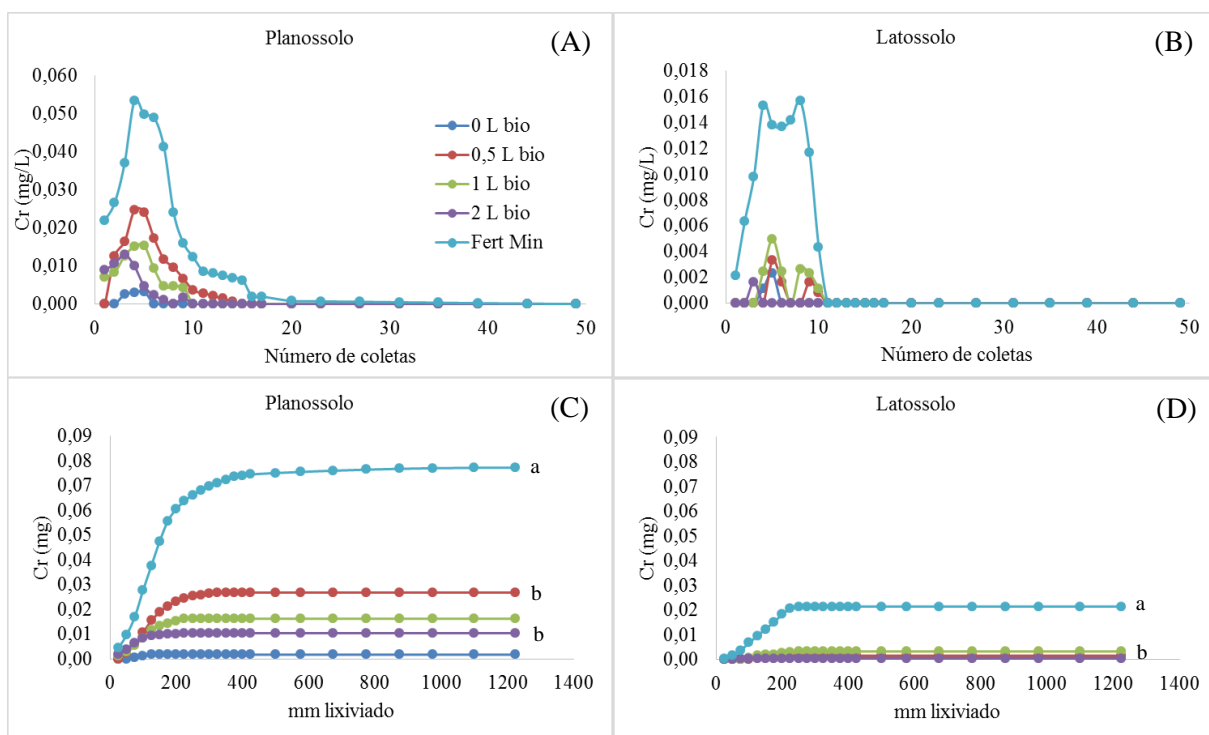 Planossolo
(A)
Cr (mg/L)
0,060
0,050
0,040
0,030
0,020
0,010
0,000
0
10
20
30
40
50
Número de coletas
0 L bio
0,5 L bio
1 L bio
2 L bio
Fert Min
Latossolo
(B)
Cr (mg/L)
0,018
0,016
0,014
0,012
0,010
0,008
0,006
0,004
0,002
0,000
0
10
20
30
40
50
Número de coletas
Planossolo
(C)
Cr (mg)
0,09
0,08
0,07
0,06
0,05
0,04
0,03
0,02
0,01
0,00
a
b
b
0
200
400
600
800
1000
1200
1400
mm lixiviado
Latossolo
(D)
Cr (mg)
0,09
0,08
0,07
0,06
0,05
0,04
0,03
0,02
0,01
0,00
a
b
0
200
400
600
800
1000
1200
1400
mm lixiviado